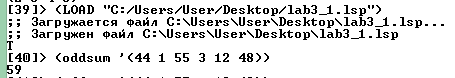 [39]> (LOAD "C:/Users/User/Desktop/lab3_1.lsp")
;; Загружается файл C:\Users\User\Desktop\lab3_1.lsp...
;; Загружен файл C:\Users\User\Desktop\lab3_1.lsp
T
[40]> (oddsum '(44 1 55 3 12 48))
59